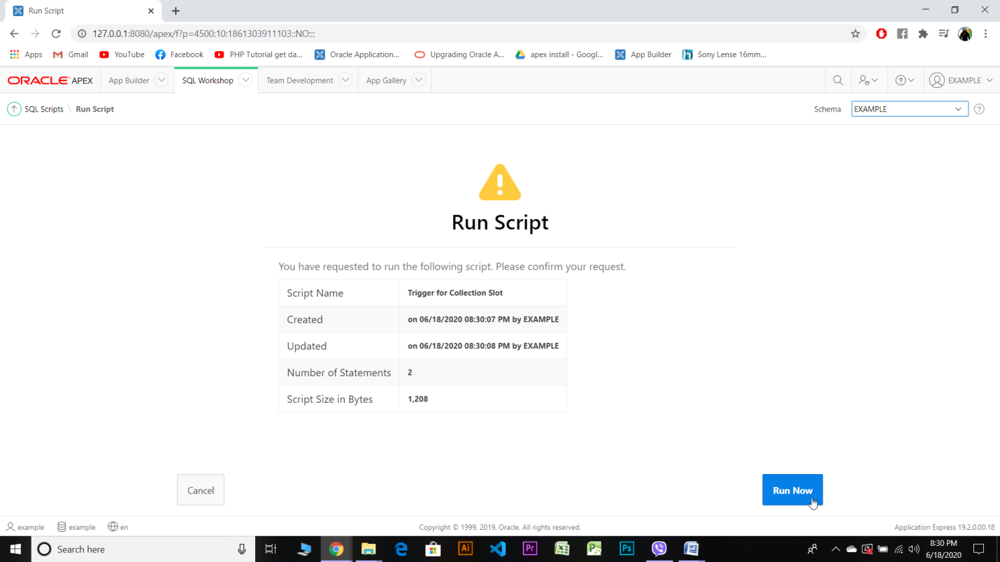 Run Script
127.0.0.1:8080/apex/f?p=4500:10:1861303911103::NO:::
Apps Gmail YouTube Facebook PHP Tutorial get da... Oracle Application... Upgrading Oracle A... apex install - Googl... App Builder Sony Lense 16mm...
ORACLE APEX App Builder SQL Workshop Team Development App Gallery EXAMPLE
SQL Scripts \ Run Script Schema EXAMPLE
Run Script
You have requested to run the following script. Please confirm your request.
Script Name Trigger for Collection Slot
Created on 06/18/2020 08:30:07 PM by EXAMPLE
Updated on 06/18/2020 08:30:08 PM by EXAMPLE
Number of Statements 2
Script Size in Bytes 1,208
Cancel Run Now
example example en Copyright © 1999, 2019, Oracle. All rights reserved. Application Express 19.2.0.00.18
Search here Ai Pr Ps 8:30 PM
6/18/2020